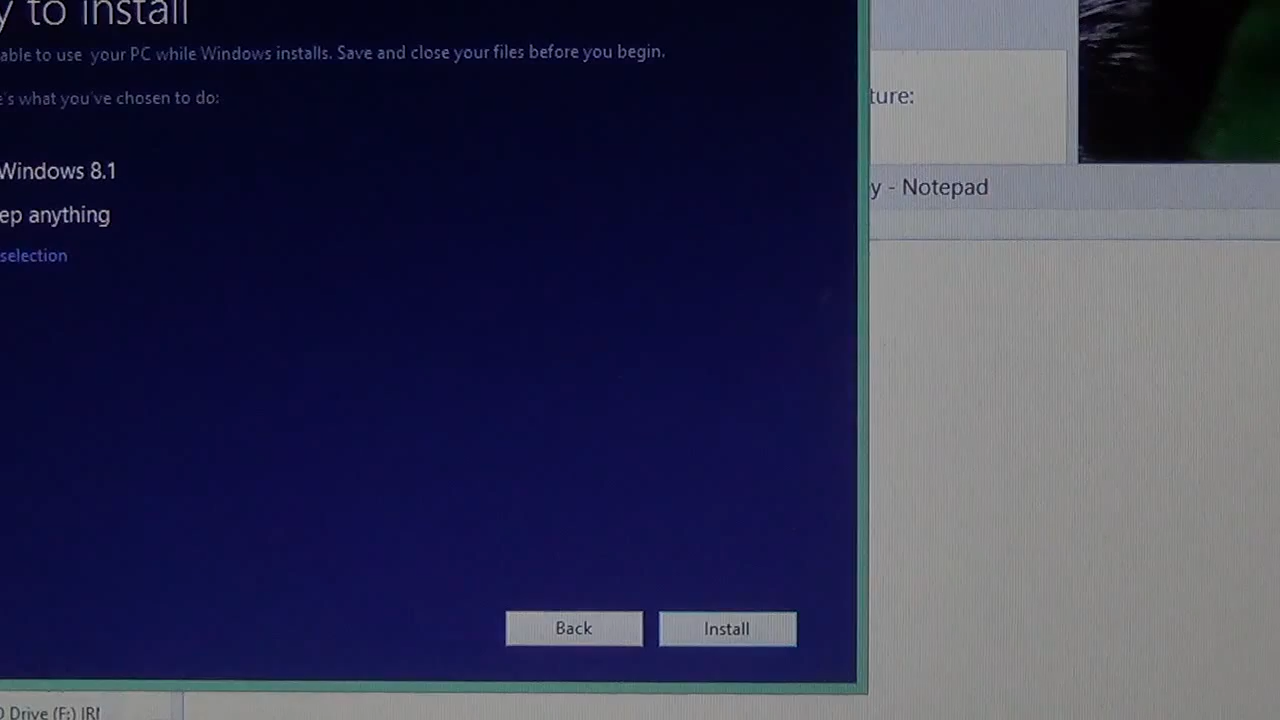 y to install
able to use your PC while Windows installs. Save and close your files before you begin.
e's what you've chosen to do:
Windows 8.1
ep anything
selection
Back
Install
ture:
y - Notepad
D Drive (F:) IR